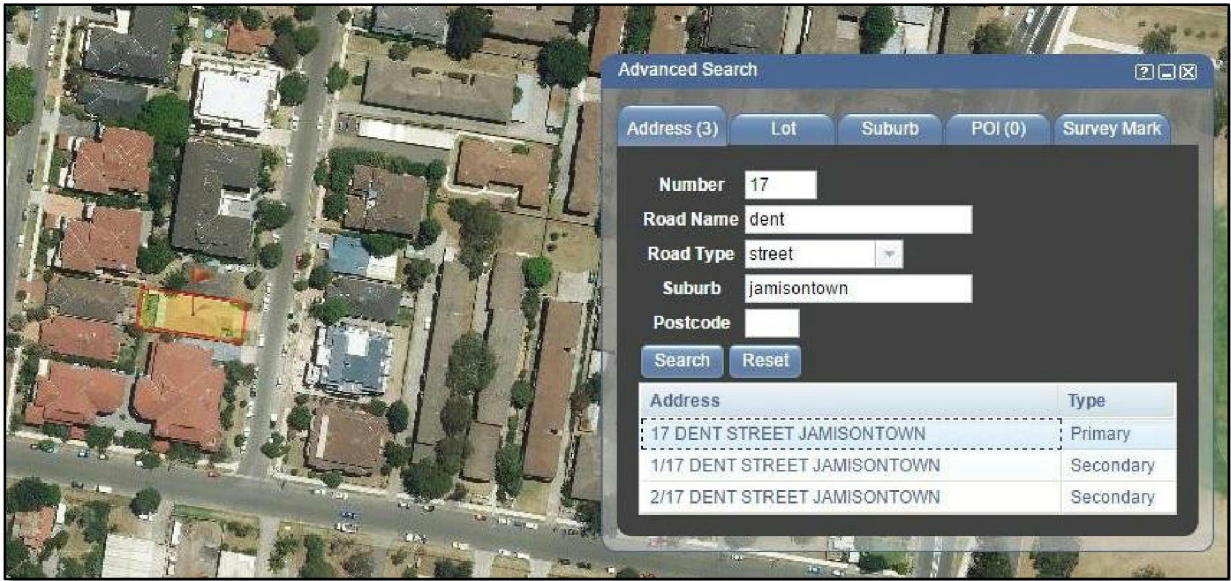 Advanced Search
Address (3) Lot Suburb POI (0) Survey Mark
Number 17
Road Name dent
Road Type street
Suburb jamisontown
Postcode
Search Reset
Address Type
17 DENT STREET JAMISONTOWN Primary
1/17 DENT STREET JAMISONTOWN Secondary
2/17 DENT STREET JAMISONTOWN Secondary